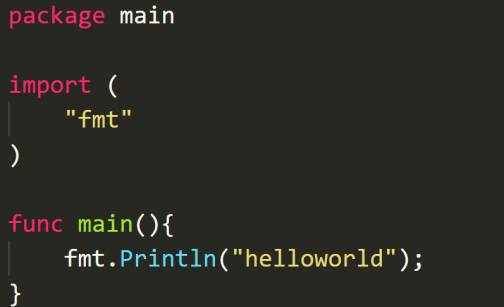 package main
import (
    "fmt"
)
func main(){
    fmt.Println("helloworld");
}